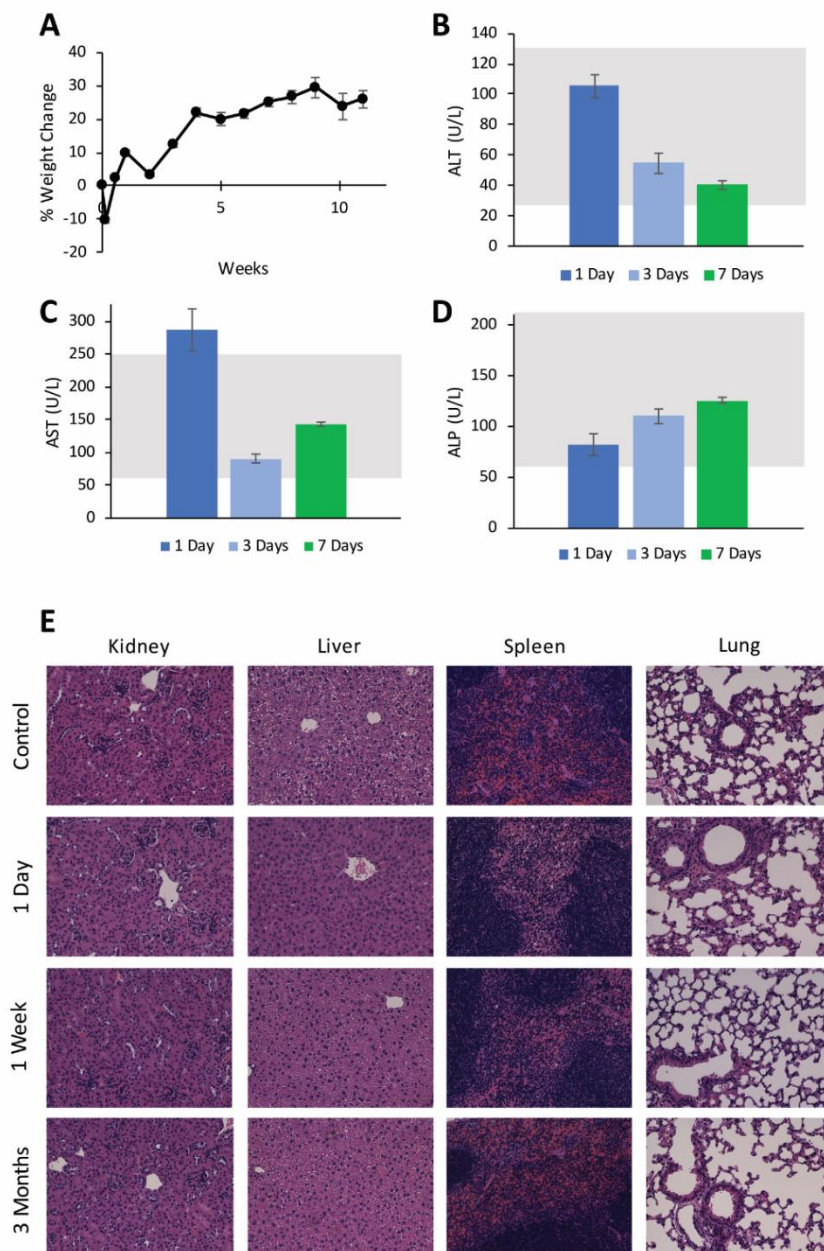 A
% Weight Change
40
30
20
10
0
-10
-20
0
5
10
Weeks
B
ALT (U/L)
140
120
100
80
60
40
20
0
1 Day 3 Days 7 Days
C
AST (U/L)
300
250
200
150
100
50
0
1 Day 3 Days 7 Days
D
ALP (U/L)
200
150
100
50
0
1 Day 3 Days 7 Days
E
Kidney Liver Spleen Lung
Control
1 Day
1 Week
3 Months